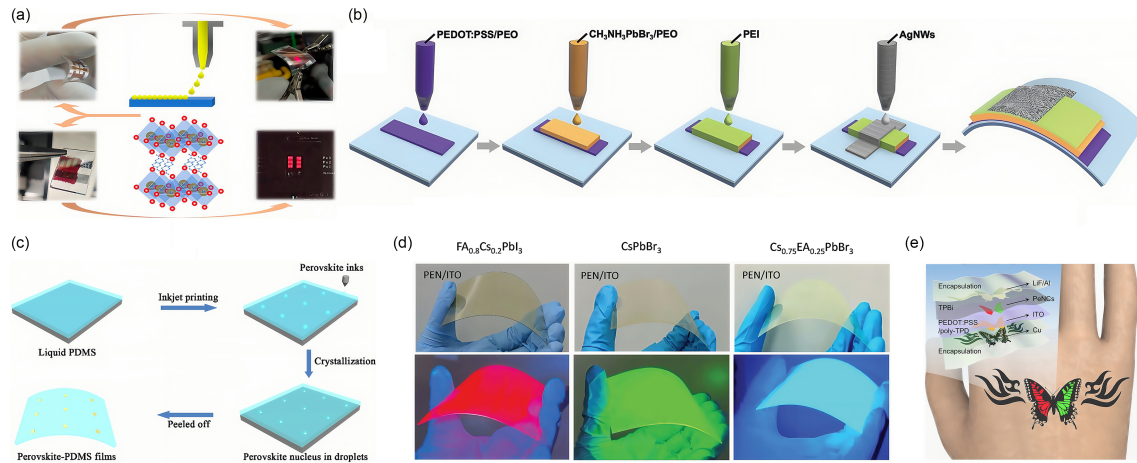 (a)
(b)
PEDOT:PSS/PEO
CH3NH3PbBr3/PEO
PEI
AgNWs
(c)
Perovskite inks
Inkjet printing
Liquid PDMS
Crystallization
Peeled off
Perovskite-PDMS films
Perovskite nucleus in droplets
(d)
FA0.8Cs0.2PbI3
CsPbBr3
Cs0.75EA0.25PbBr3
PEN/ITO
PEN/ITO
PEN/ITO
(e)
Encapsulation
LiF/Al
PeNCs
TPBi
ITO
PEDOT:PSS
/poly-TPD
Cu
Encapsulation